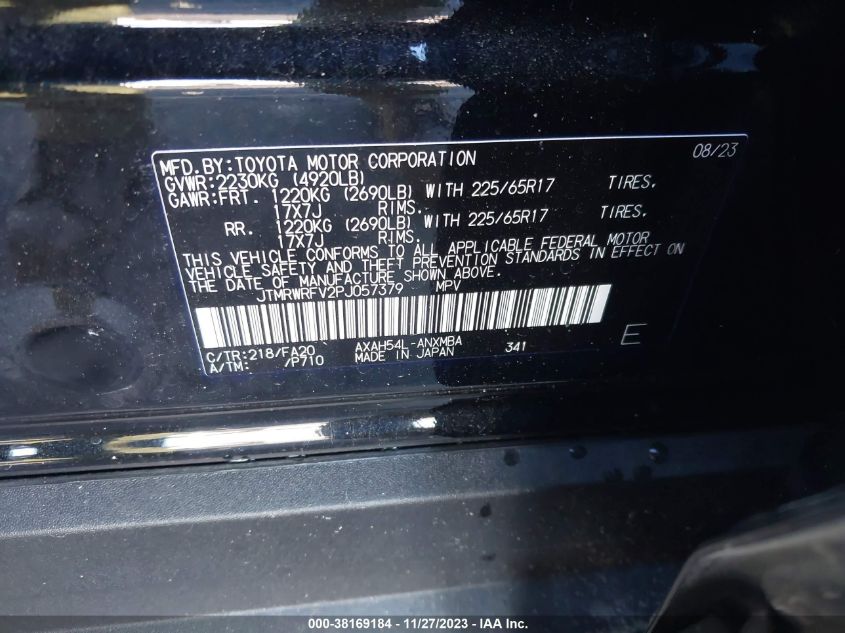 08/23
MFD.BY:TOYOTA MOTOR CORPORATION
GVWR:2230KG (4920LB)
GAWR:FRT. 1220KG (2690LB) WITH 225/65R17 TIRES.
17X7J RIMS.
RR. 1220KG (2690LB) WITH 225/65R17 TIRES.
17X7J RIMS.
THIS VEHICLE CONFORMS TO ALL APPLICABLE FEDERAL MOTOR
VEHICLE SAFETY AND THEFT PREVENTION STANDARDS IN EFFECT ON
THE DATE OF MANUFACTURE SHOWN ABOVE.
JTMRWRFV2PJ057379 MPV
C/TR:218/FA20 AXAH54L-ANXMBA 341 E
A/TM: /P710 MADE IN JAPAN
000-38169184 - 11/27/2023 - IAA Inc.